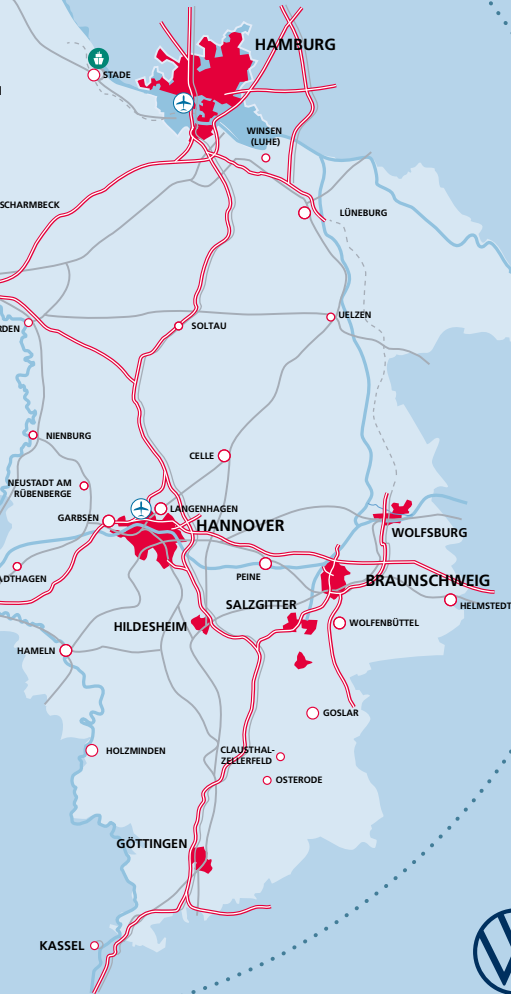 HAMBURG
STADE
WINSEN
(LUHE)
SCHARMBECK
LÜNEBURG
UELZEN
SOLTAU
RDEN
NIENBURG
CELLE
NEUSTADT AM
RÜBENBERGE
LANGENHAGEN
GARBSEN
HANNOVER
WOLFSBURG
ADTHAGEN
PEINE
BRAUNSCHWEIG
SALZGITTER
HELMSTEDT
HILDESHEIM
WOLFENBÜTTEL
HAMELN
GOSLAR
HOLZMINDEN
CLAUSTHAL-
ZELLERFELD
OSTERODE
GÖTTINGEN
KASSEL